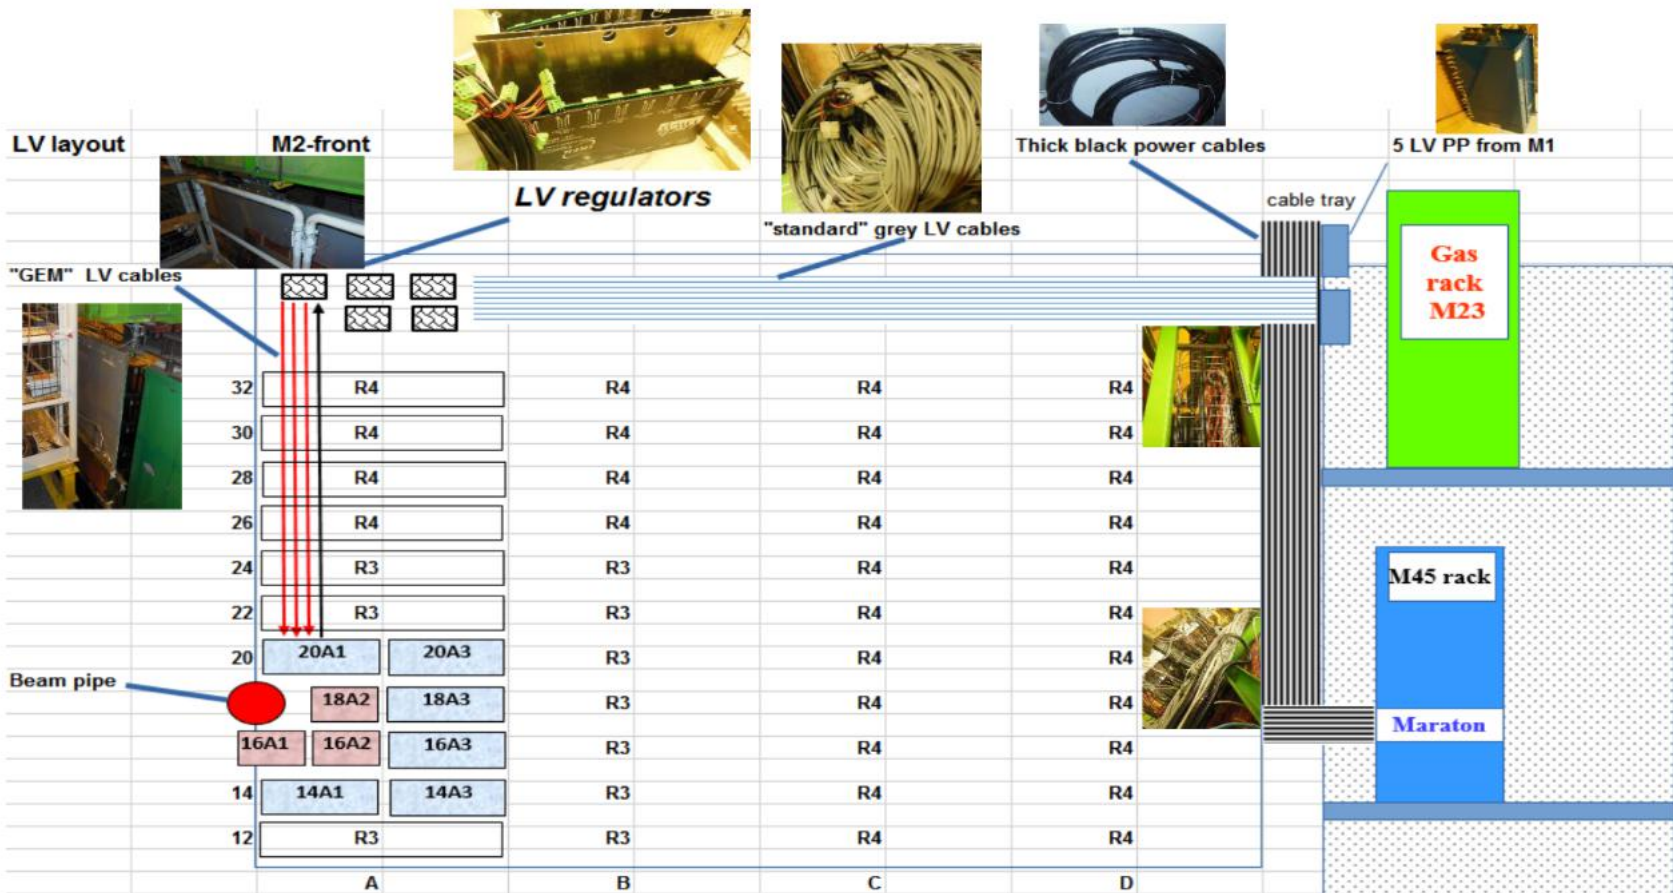 LV layout
M2-front
Thick black power cables
5 LV PP from M1
LV regulators
cable tray
"standard" grey LV cables
"GEM" LV cables
Gas
rack
M23
32 R4 R4 R4 R4
30 R4 R4 R4 R4
28 R4 R4 R4 R4
26 R4 R4 R4 R4
24 R3 R3 R4 R4
M45 rack
22 R3 R3 R4 R4
20 20A1 20A3 R3 R4 R4
Beam pipe
18A2 18A3 R3 R4 R4
Maraton
16A1 16A2 16A3 R3 R4 R4
14 14A1 14A3 R3 R4 R4
12 R3 R3 R4 R4
A B C D